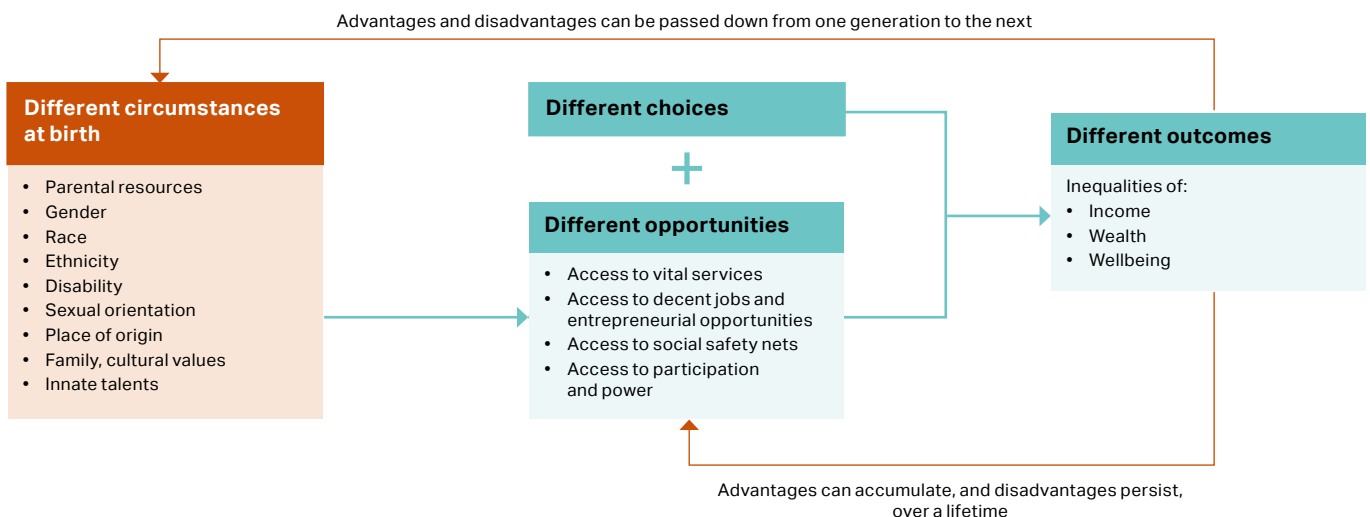 Advantages and disadvantages can be passed down from one generation to the next
Different circumstances
at birth
• Parental resources
• Gender
• Race
• Ethnicity
• Disability
• Sexual orientation
• Place of origin
• Family, cultural values
• Innate talents
Different choices
+
Different opportunities
• Access to vital services
• Access to decent jobs and
entrepreneurial opportunities
• Access to social safety nets
• Access to participation
and power
Different outcomes
Inequalities of:
• Income
• Wealth
• Wellbeing
Advantages can accumulate, and disadvantages persist,
over a lifetime